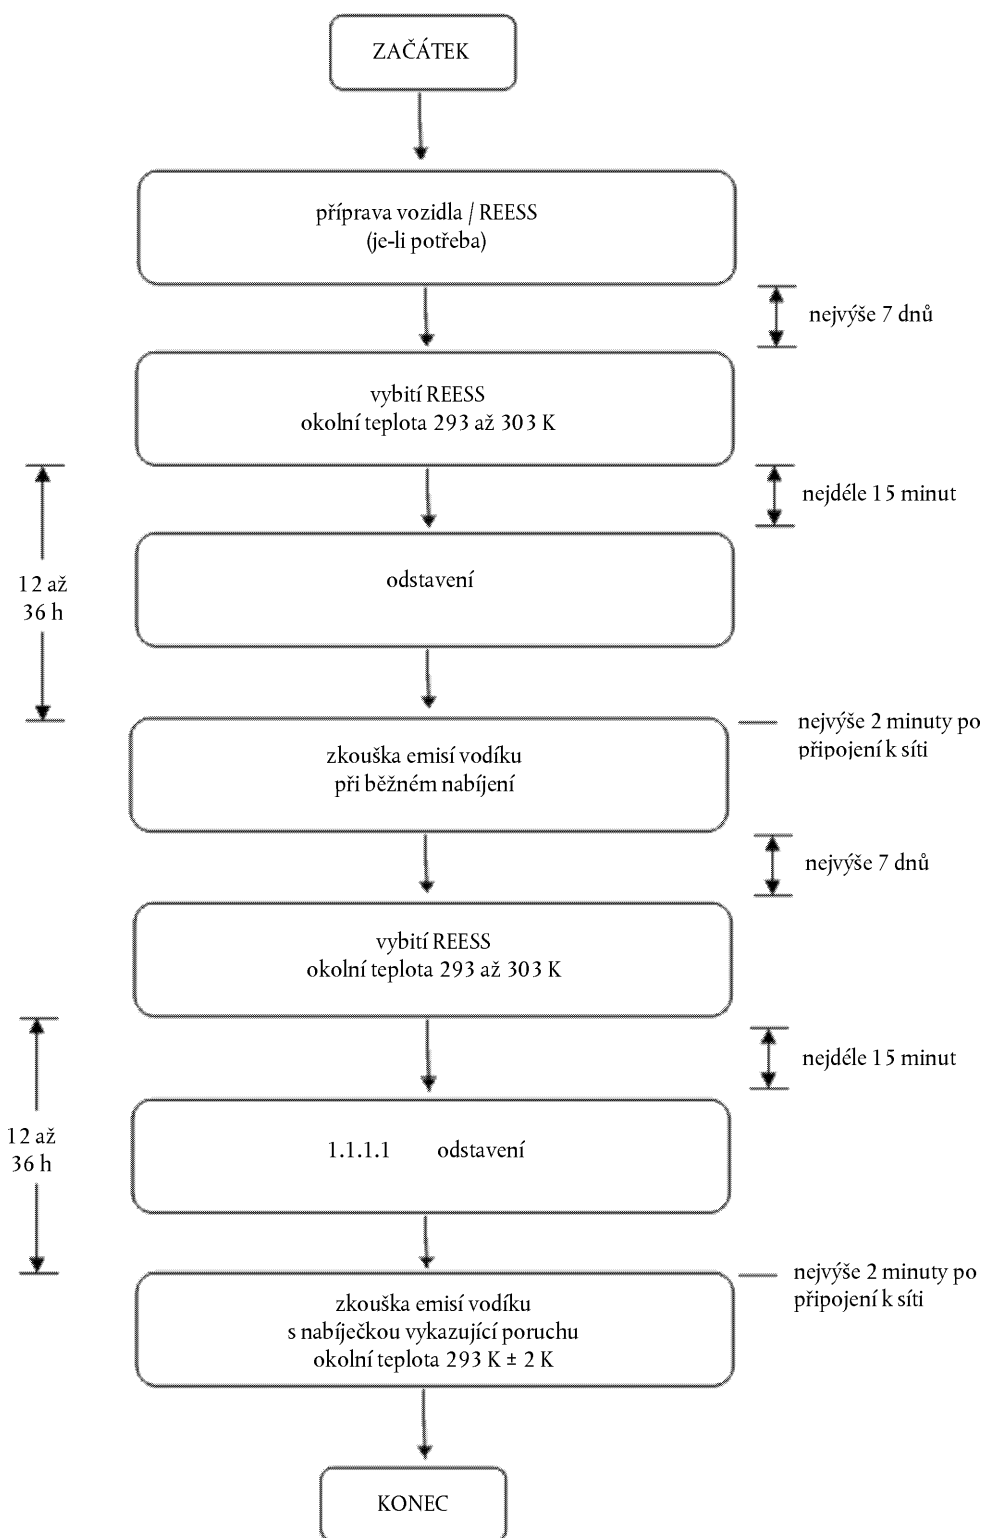 ZAČÁTEK
příprava vozidla / REESS
(je-li potřeba)
nejvýše 7 dnů
vybití REESS
okolní teplota 293 až 303 K
nejdéle 15 minut
12 až
36 h
odstavení
nejvýše 2 minuty po
připojení k síti
zkouška emisí vodíku
při běžném nabíjení
nejvýše 7 dnů
vybití REESS
okolní teplota 293 až 303 K
nejdéle 15 minut
12 až
36 h
1.1.1.1 odstavení
nejvýše 2 minuty po
připojení k síti
zkouška emisí vodíku
s nabíječkou vykazující poruchu
okolní teplota 293 K ± 2 K
KONEC